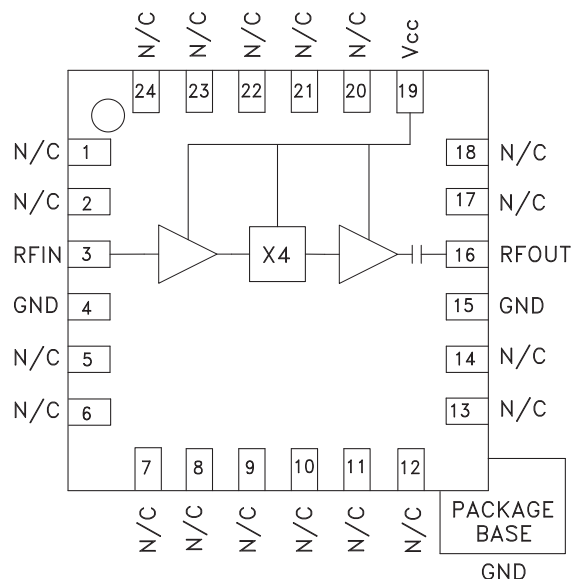 N/C N/C N/C N/C N/C Vcc
24 23 22 21 20 19
N/C 1
18 N/C
N/C 2
17 N/C
RFIN 3
X4
16 RFOUT
GND 4
15 GND
N/C 5
14 N/C
N/C 6
13 N/C
7 8 9 10 11 12
N/C N/C N/C N/C N/C N/C
PACKAGE
BASE
GND